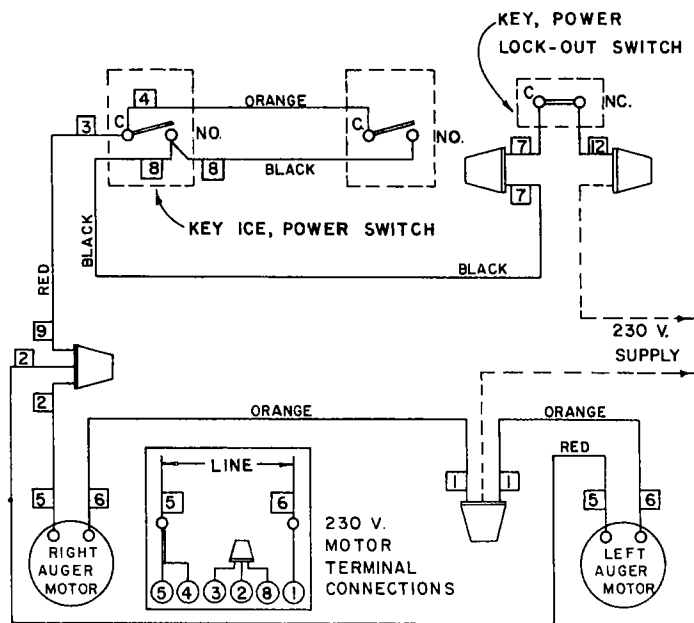 KEY, POWER
LOCK-OUT SWITCH
4
ORANGE
C.
NC.
3
C.
NO.
C.
NO.
7
12
8
8
BLACK
7
KEY ICE, POWER SWITCH
BLACK
BLACK
RED
9
230 V.
SUPPLY
2
2
ORANGE
ORANGE
RED
LINE
1
1
5
6
5
6
5
6
230 V.
MOTOR
TERMINAL
CONNECTIONS
RIGHT
AUGER
MOTOR
LEFT
AUGER
MOTOR
5
4
3
2
8
1